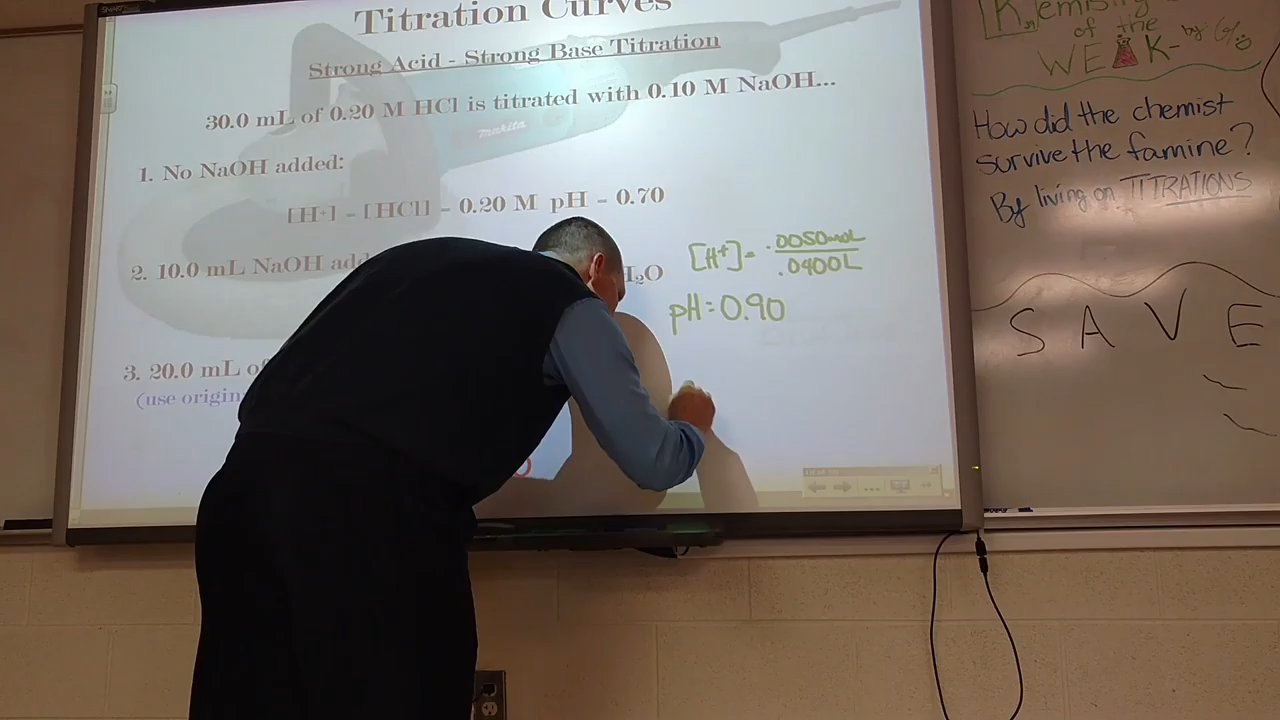 Titration Curves
Strong Acid - Strong Base Titration
30.0 mL of 0.20 M HCl is titrated with 0.10 M NaOH...
makita
1. No NaOH added:
[H+] = [HCl] = 0.20 M pH = 0.70
2. 10.0 mL NaOH add
H₂O
[H+]= .0050mol
.0400L
pH=0.90
3. 20.0 mL o
(use origin
Kemistry
of the
WEEK- by G
How did the chemist
survive the famine?
By living on TITRATIONS
SAVE